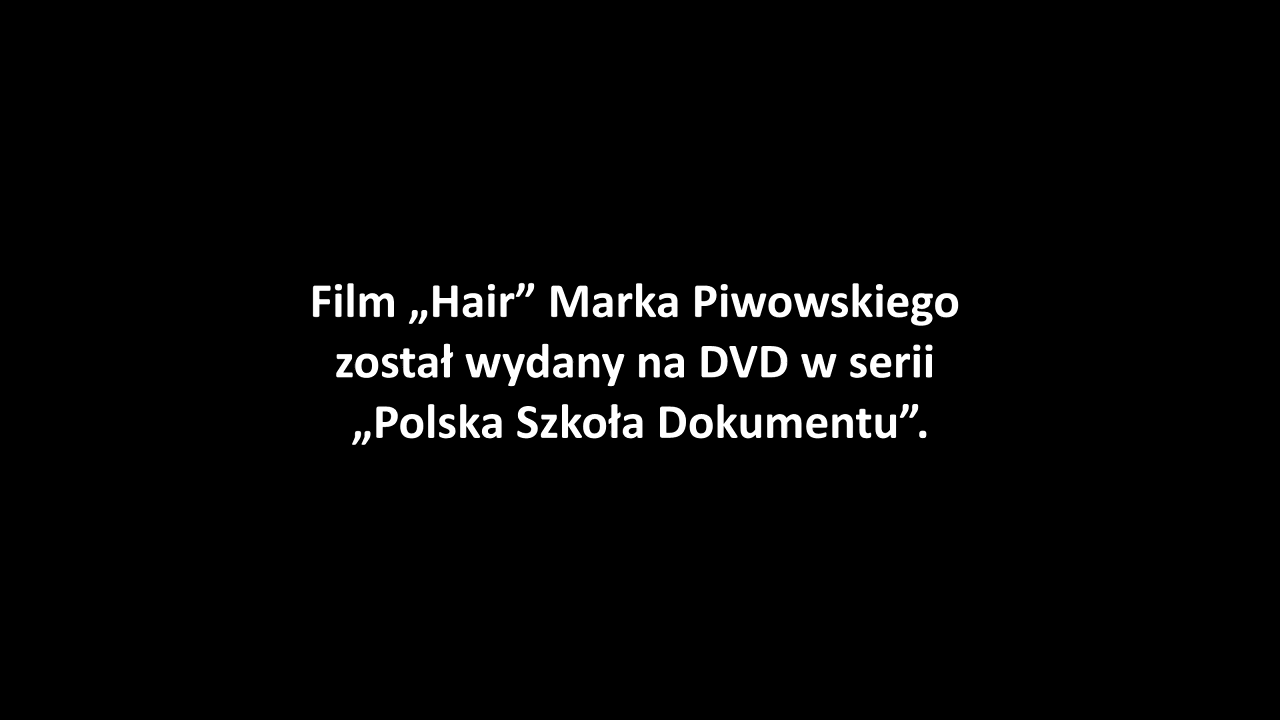 Film „Hair” Marka Piwowskiego
został wydany na DVD w serii
„Polska Szkoła Dokumentu”.